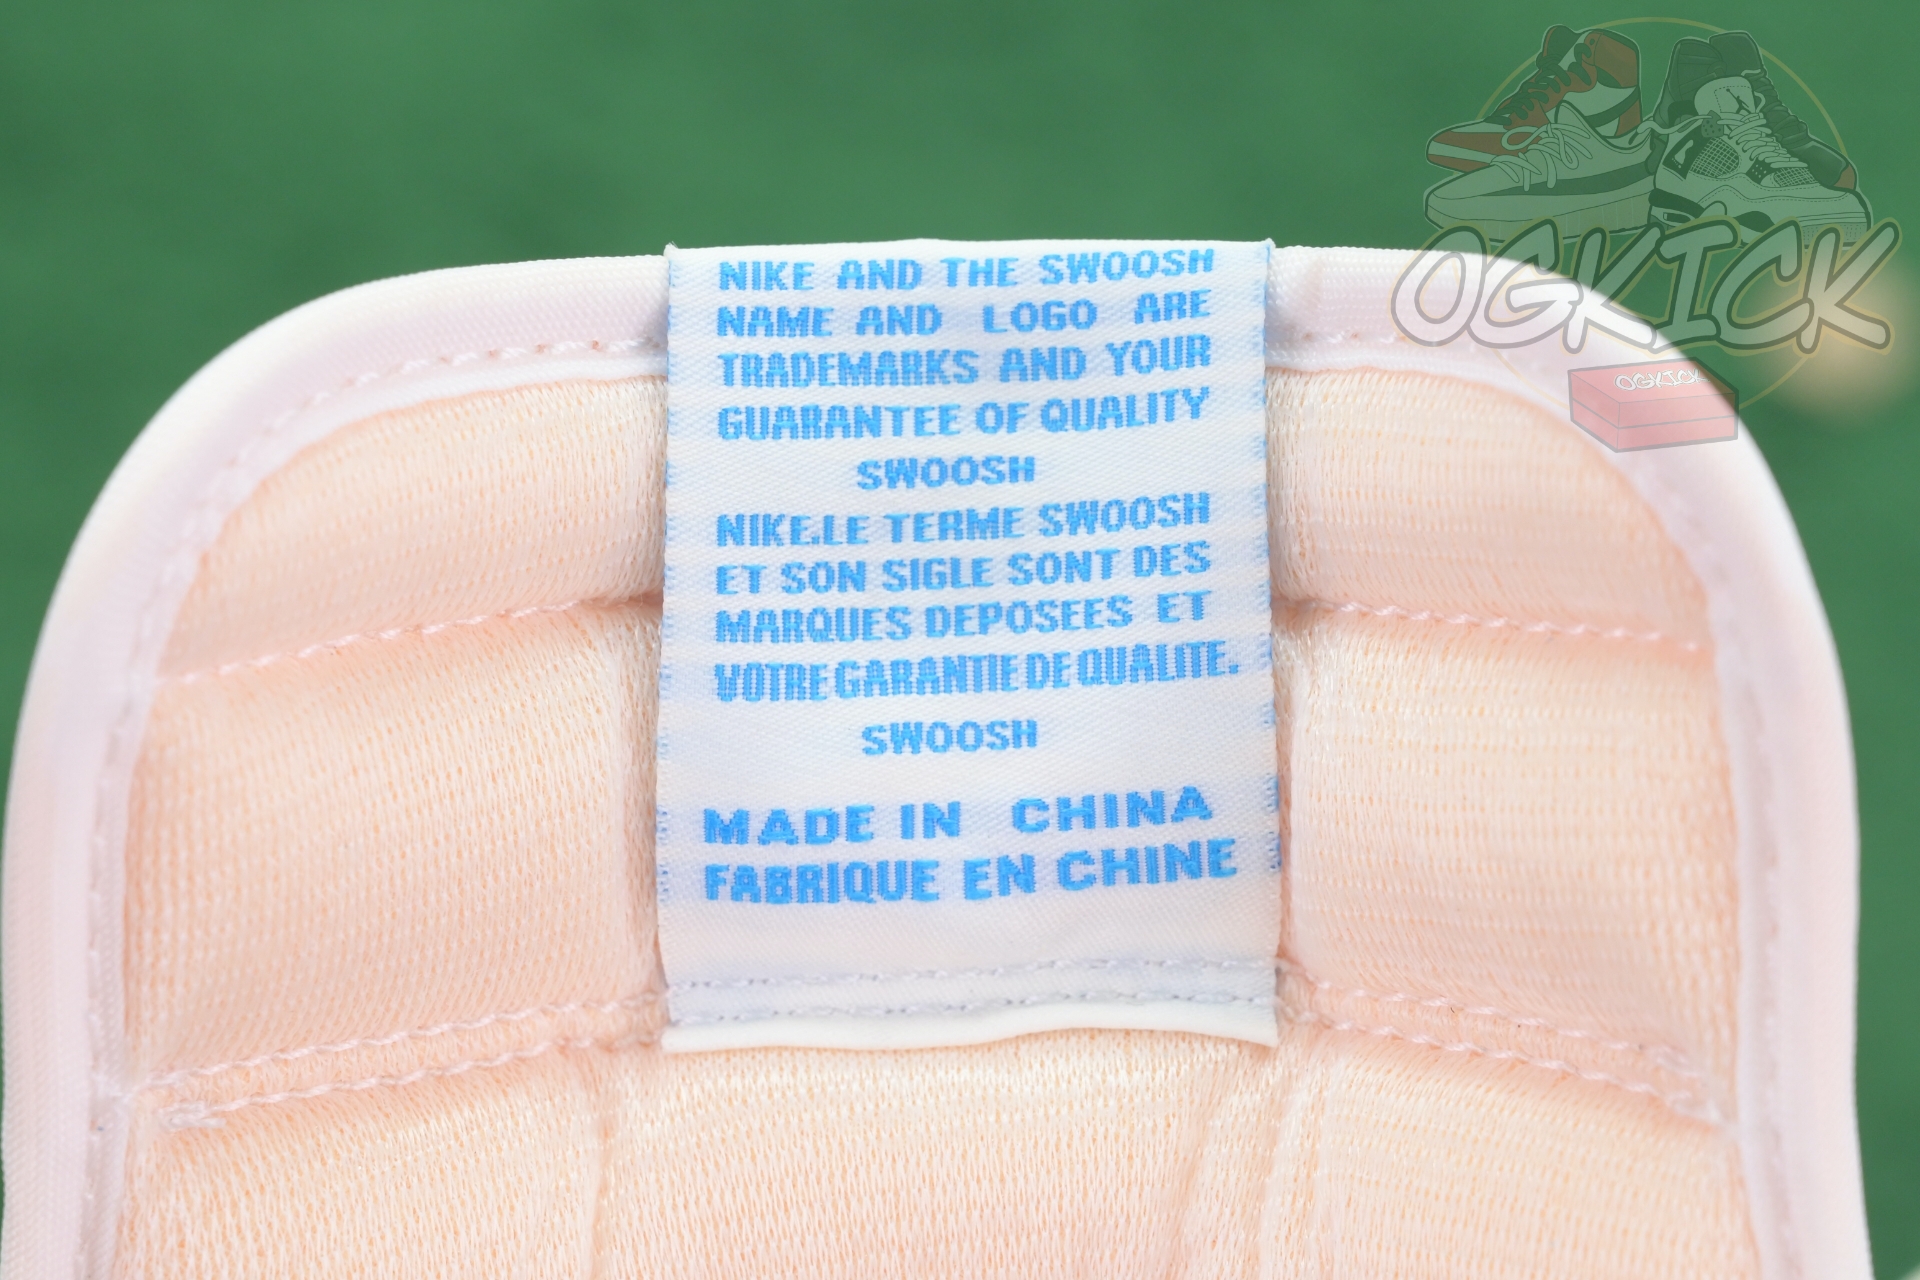 NIKE AND THE SWOOSH
NAME AND LOGO ARE
TRADEMARKS AND YOUR
GUARANTEE OF QUALITY
SWOOSH
NIKE.LE TERME SWOOSH
ET SON SIGLE SONT DES
MARQUES DEPOSEES ET
VOTRE GARANTIE DE QUALITE.
SWOOSH
MADE IN CHINA
FABRIQUE EN CHINE
OGKICK
OGKICK